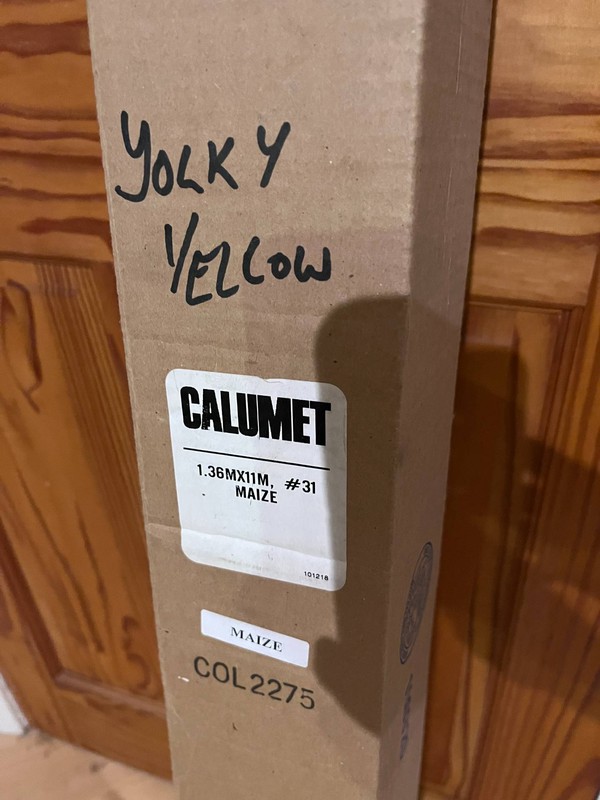 YOLKY
YELLOW
CALUMET
1.36MX11M, #31
MAIZE
101218
MAIZE
COL2275